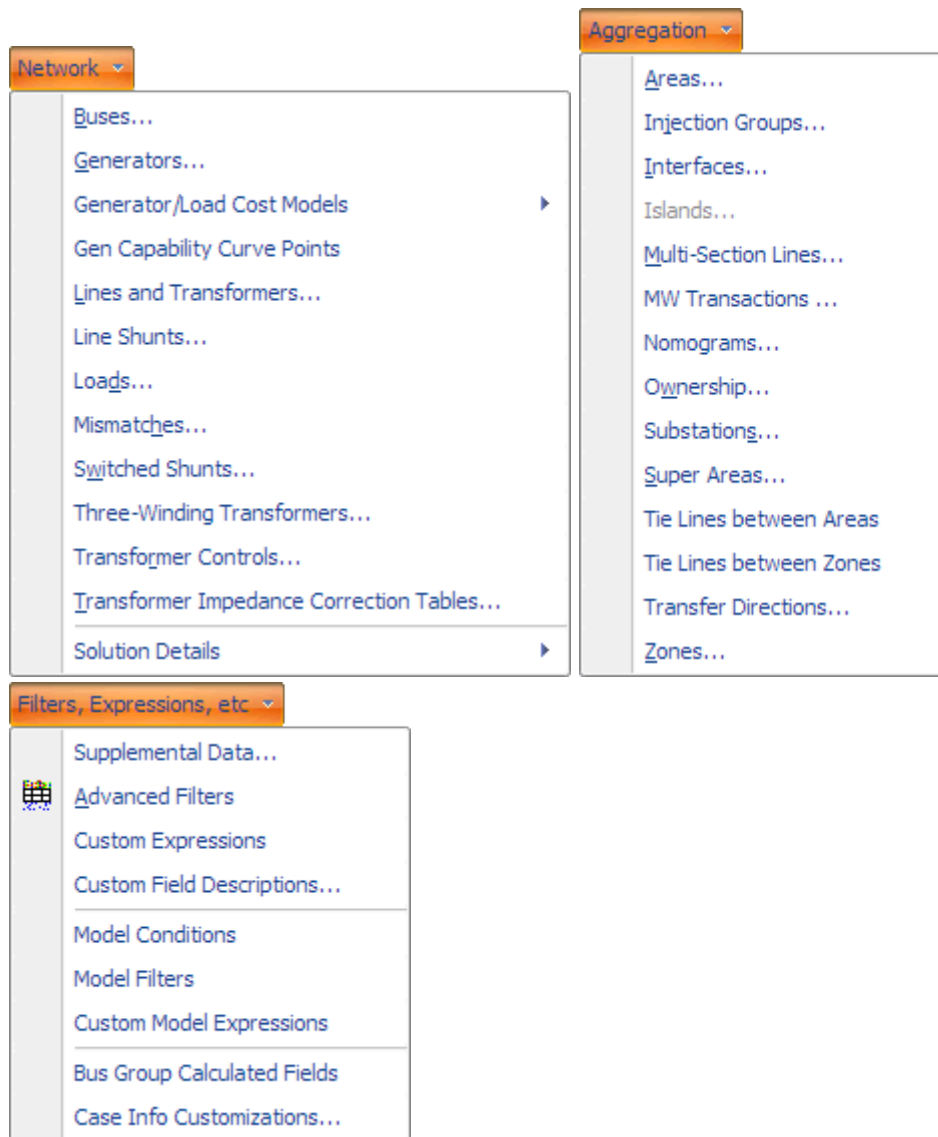 Network
Buses...
Generators...
Generator/Load Cost Models
Gen Capability Curve Points
Lines and Transformers...
Line Shunts...
Loads...
Mismatches...
Switched Shunts...
Three-Winding Transformers...
Transformer Controls...
Transformer Impedance Correction Tables...
Solution Details
Aggregation
Areas...
Injection Groups...
Interfaces...
Islands...
Multi-Section Lines...
MW Transactions ...
Nomograms...
Ownership...
Substations...
Super Areas...
Tie Lines between Areas
Tie Lines between Zones
Transfer Directions...
Zones...
Filters, Expressions, etc
Supplemental Data...
Advanced Filters
Custom Expressions
Custom Field Descriptions...
Model Conditions
Model Filters
Custom Model Expressions
Bus Group Calculated Fields
Case Info Customizations...